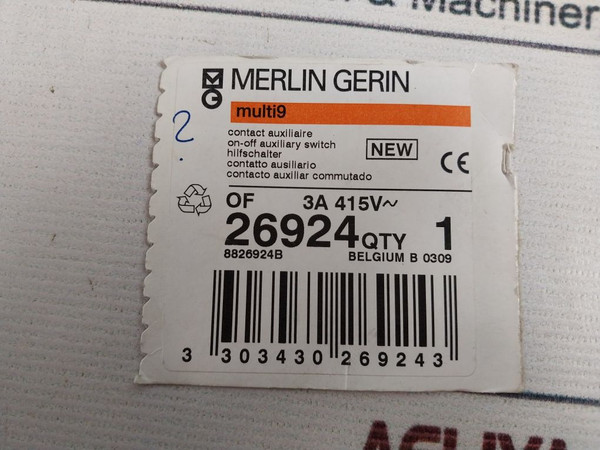 & Machiner
MERLIN GERIN
multi9
2
contact auxiliaire
on-off auxiliary switch
hilfschalter
contatto ausiliario
contacto auxiliar commutado
NEW
CE
OF 3A 415V~
26924 QTY 1
8826924B BELGIUM B 0309
3 303430 269243